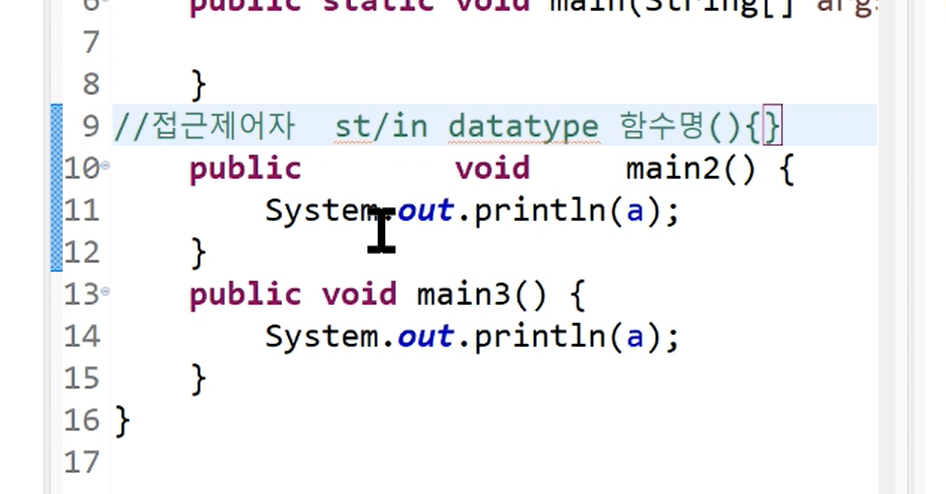 6 public static void main(String[] args
7
8 }
9 //접근제어자 st/in datatype 함수명(){}
10 public void main2() {
11 System.out.println(a);
12 }
13 public void main3() {
14 System.out.println(a);
15 }
16 }
17